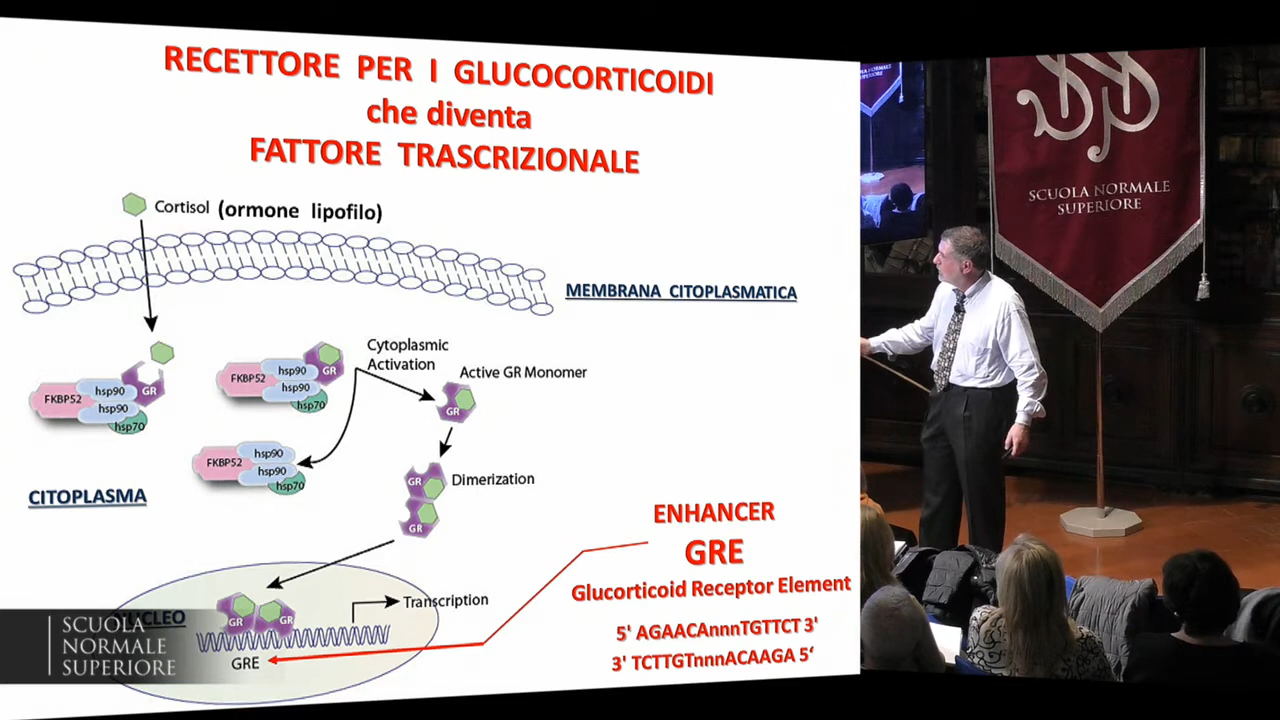 RECETTORE PER I GLUCOCORTICOIDI
che diventa
FATTORE TRASCRIZIONALE
Cortisol (ormone lipofilo)
MEMBRANA CITOPLASMATICA
Cytoplasmic
Activation
Active GR Monomer
FKBP52
hsp90
hsp90
hsp70
GR
FKBP52
hsp90
hsp90
hsp70
GR
GR
FKBP52
hsp90
hsp90
hsp70
GR
GR
Dimerization
CITOPLASMA
ENHANCER
GRE
Glucorticoid Receptor Element
5' AGAACAnnnTGTTCT 3'
3' TCTTGTnnnACAAGA 5‘
NUCLEO
GR
GR
Transcription
GRE
SCUOLA
NORMALE
SUPERIORE
SCUOLA NORMALE
SUPERIORE